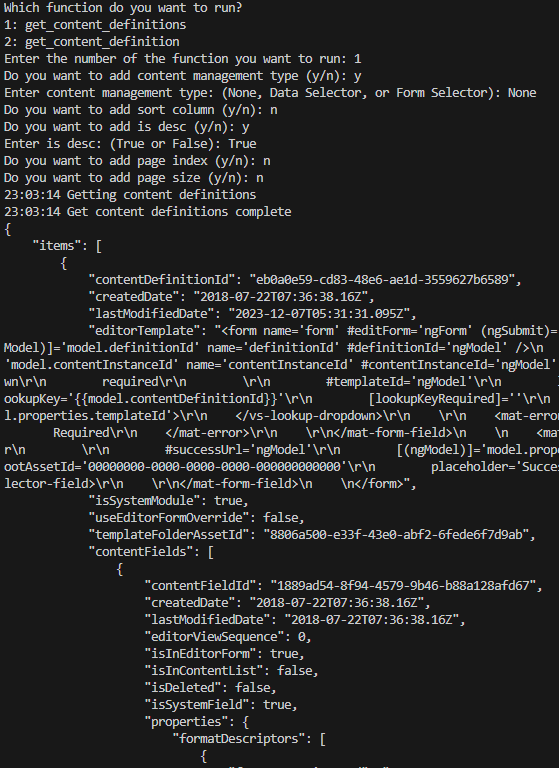 Which function do you want to run?
1: get_content_definitions
2: get_content_definition
Enter the number of the function you want to run: 1
Do you want to add content management type (y/n): y
Enter content management type: (None, Data Selector, or Form Selector): None
Do you want to add sort column (y/n): n
Do you want to add is desc (y/n): y
Enter is desc: (True or False): True
Do you want to add page index (y/n): n
Do you want to add page size (y/n): n
23:03:14 Getting content definitions
23:03:14 Get content definitions complete
{
"items": [
{
"contentDefinitionId": "eb0a0e59-cd83-48e6-ae1d-3559627b6589",
"createdDate": "2018-07-22T07:36:38.16Z",
"lastModifiedDate": "2023-12-07T05:31:31.095Z",
"editorTemplate": "<form name='form' #editForm='ngForm' (ngSubmit)=
Model)]='model.definitionId' name='definitionId' #definitionId='ngModel' />\n
'model.contentInstanceId' name='contentInstanceId' #contentInstanceId='ngModel'
wn\r\n required\r\n \r\n #templateId='ngModel'\r\n
ookupKey='{{model.contentDefinitionId}}'\r\n [lookupKeyRequired]=''\r\n
l.properties.templateId'>\r\n </vs-lookup-dropdown>\r\n \r\n <mat-error
Required\r\n </mat-error>\r\n \r\n</mat-form-field>\n \n <ma
r\n \r\n #successUrl='ngModel'\r\n [(ngModel)]='model.prop
ootAssetId='00000000-0000-0000-0000-000000000000'\r\n placeholder='Succe
lector-field>\r\n \r\n</mat-form-field>\n \n</form>",
"isSystemModule": true,
"useEditorFormOverride": false,
"templateFolderAssetId": "8806a500-e33f-43e0-abf2-6fede6f7d9ab",
"contentFields": [
{
"contentFieldId": "1889ad54-8f94-4579-9b46-b88a128afd67",
"createdDate": "2018-07-22T07:36:38.16Z",
"lastModifiedDate": "2018-07-22T07:36:38.16Z",
"editorViewSequence": 0,
"isInEditorForm": true,
"isInContentList": false,
"isDeleted": false,
"isSystemField": true,
"properties": {
"formatDescriptors": [
{